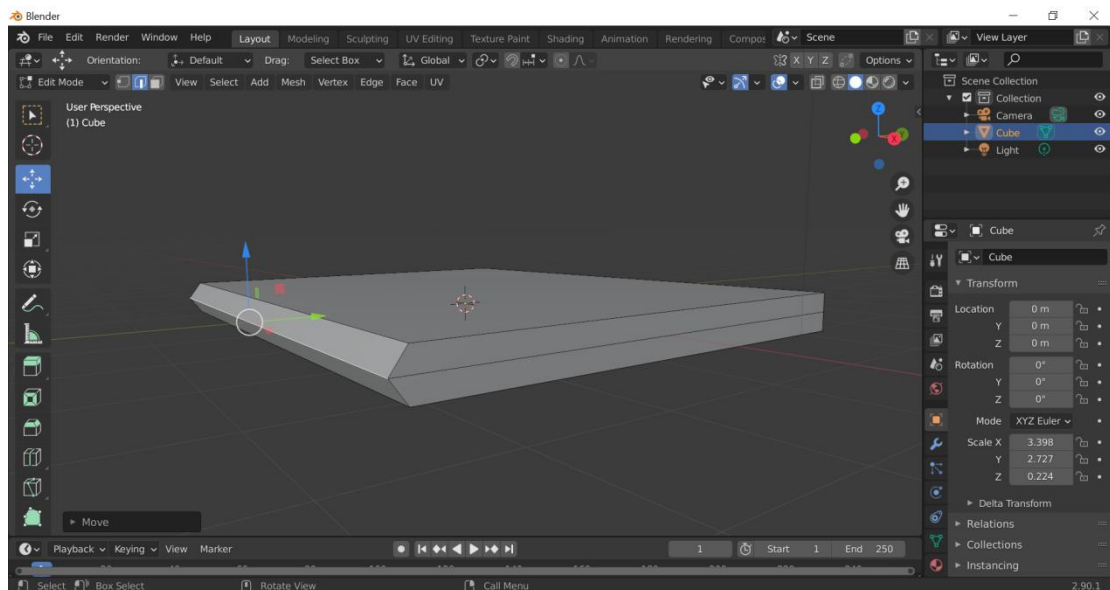 Blender
File Edit Render Window Help Layout Modeling Sculpting UV Editing Texture Paint Shading Animation Rendering Compos Scene View Layer
Orientation: Default Drag: Select Box Global X Y Z Options
Edit Mode View Select Add Mesh Vertex Edge Face UV
User Perspective
(1) Cube
Z
Y
X
Move
Scene Collection
Collection
Camera
Cube
Light
Cube
Cube
Transform
Location 0 m
Y 0 m
Z 0 m
Rotation 0°
Y 0°
Z 0°
Mode XYZ Euler
Scale X 3.398
Y 2.727
Z 0.224
Delta Transform
Relations
Collections
Instancing
Playback Keying View Marker 1 Start 1 End 250
Select Box Select Rotate View Call Menu 2.90.1